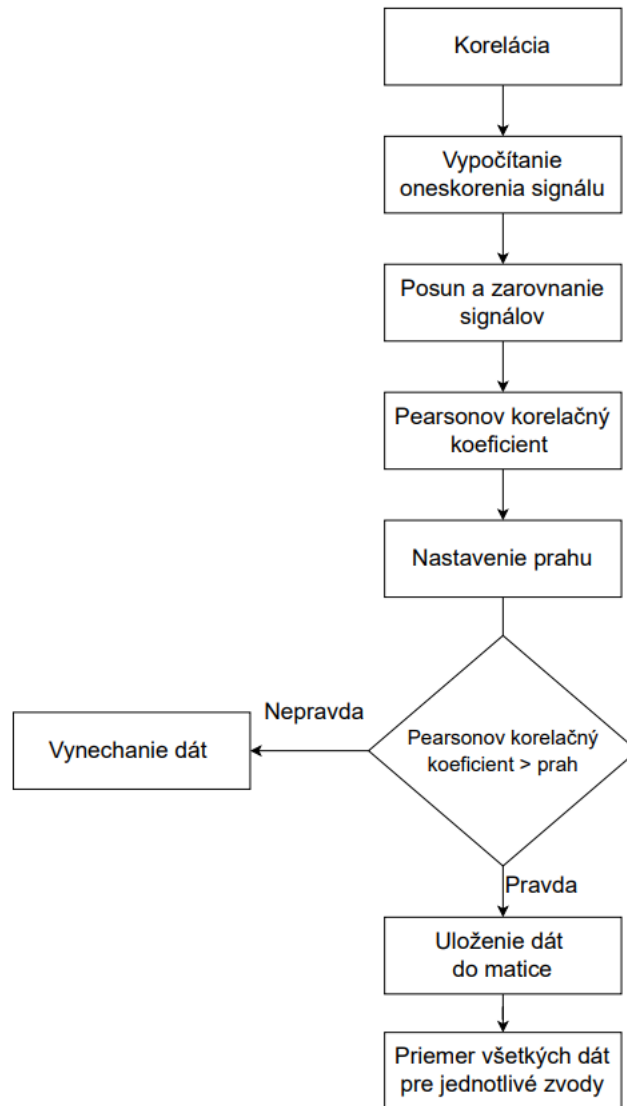 Korelácia
Vypočítanie
oneskorenia signálu
Posun a zarovnanie
signálov
Pearsonov korelačný
koeficient
Nastavenie prahu
Nepravda
Vynechanie dát
Pearsonov korelačný
koeficient > prah
Pravda
Uloženie dát
do matice
Priemer všetkých dát
pre jednotlivé zvody